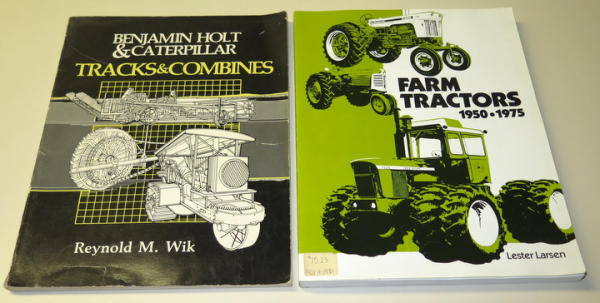 BENJAMIN HOLT
& CATERPILLAR
TRACKS & COMBINES
Reynold M. Wik
FARM
TRACTORS
1950 • 1975
Lester Larsen